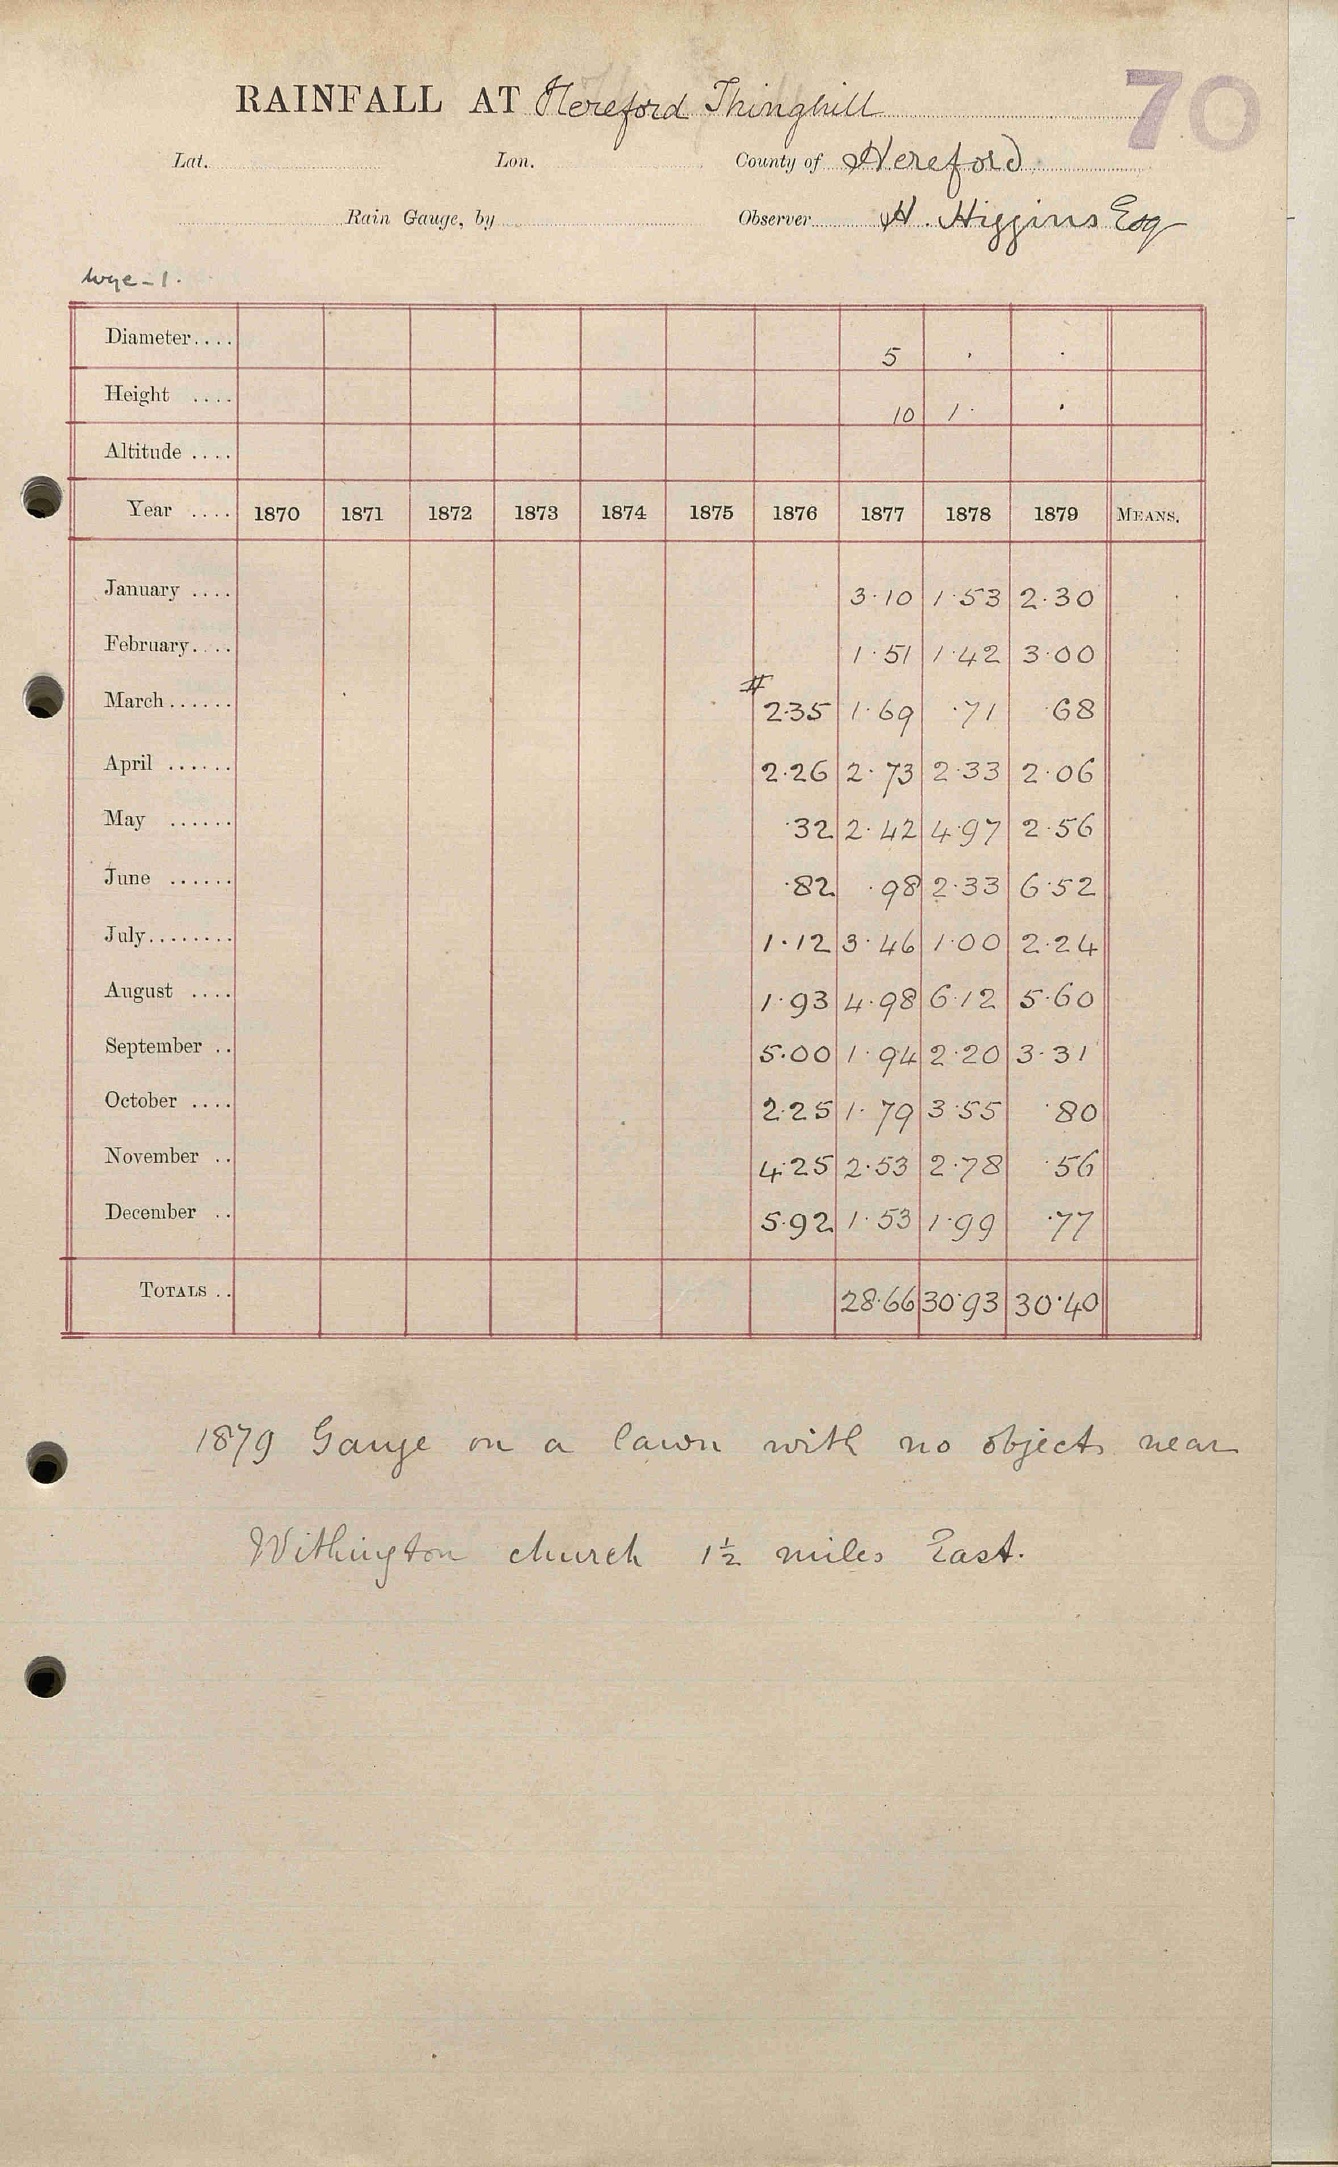 70
RAINFALL AT Hereford Thinghill
Lat. Lon. County of Hereford
Rain Gauge, by Observer H. Higgins Esq
Wye - 1.
Diameter.... 5 . .
Height .... 10 1 . .
Altitude ....
Year .... 1870 1871 1872 1873 1874 1875 1876 1877 1878 1879 MEANS.
January .... 3.10 1.53 2.30
February.... 1.51 1.42 3.00
#
March...... 2.35 1.69 .71 .68
April ...... 2.26 2.73 2.33 2.06
May ...... .32 2.42 4.97 2.56
June ...... .82 .98 2.33 6.52
July........ 1.12 3.46 1.00 2.24
August .... 1.93 4.98 6.12 5.60
September .. 5.00 1.94 2.20 3.31
October .... 2.25 1.79 3.55 .80
November .. 4.25 2.53 2.78 .56
December .. 5.92 1.53 1.99 .77
TOTALS .. 28.66 30.93 30.40
1879 Gauge on a lawn with no objects near
Withington church 1½ miles East.